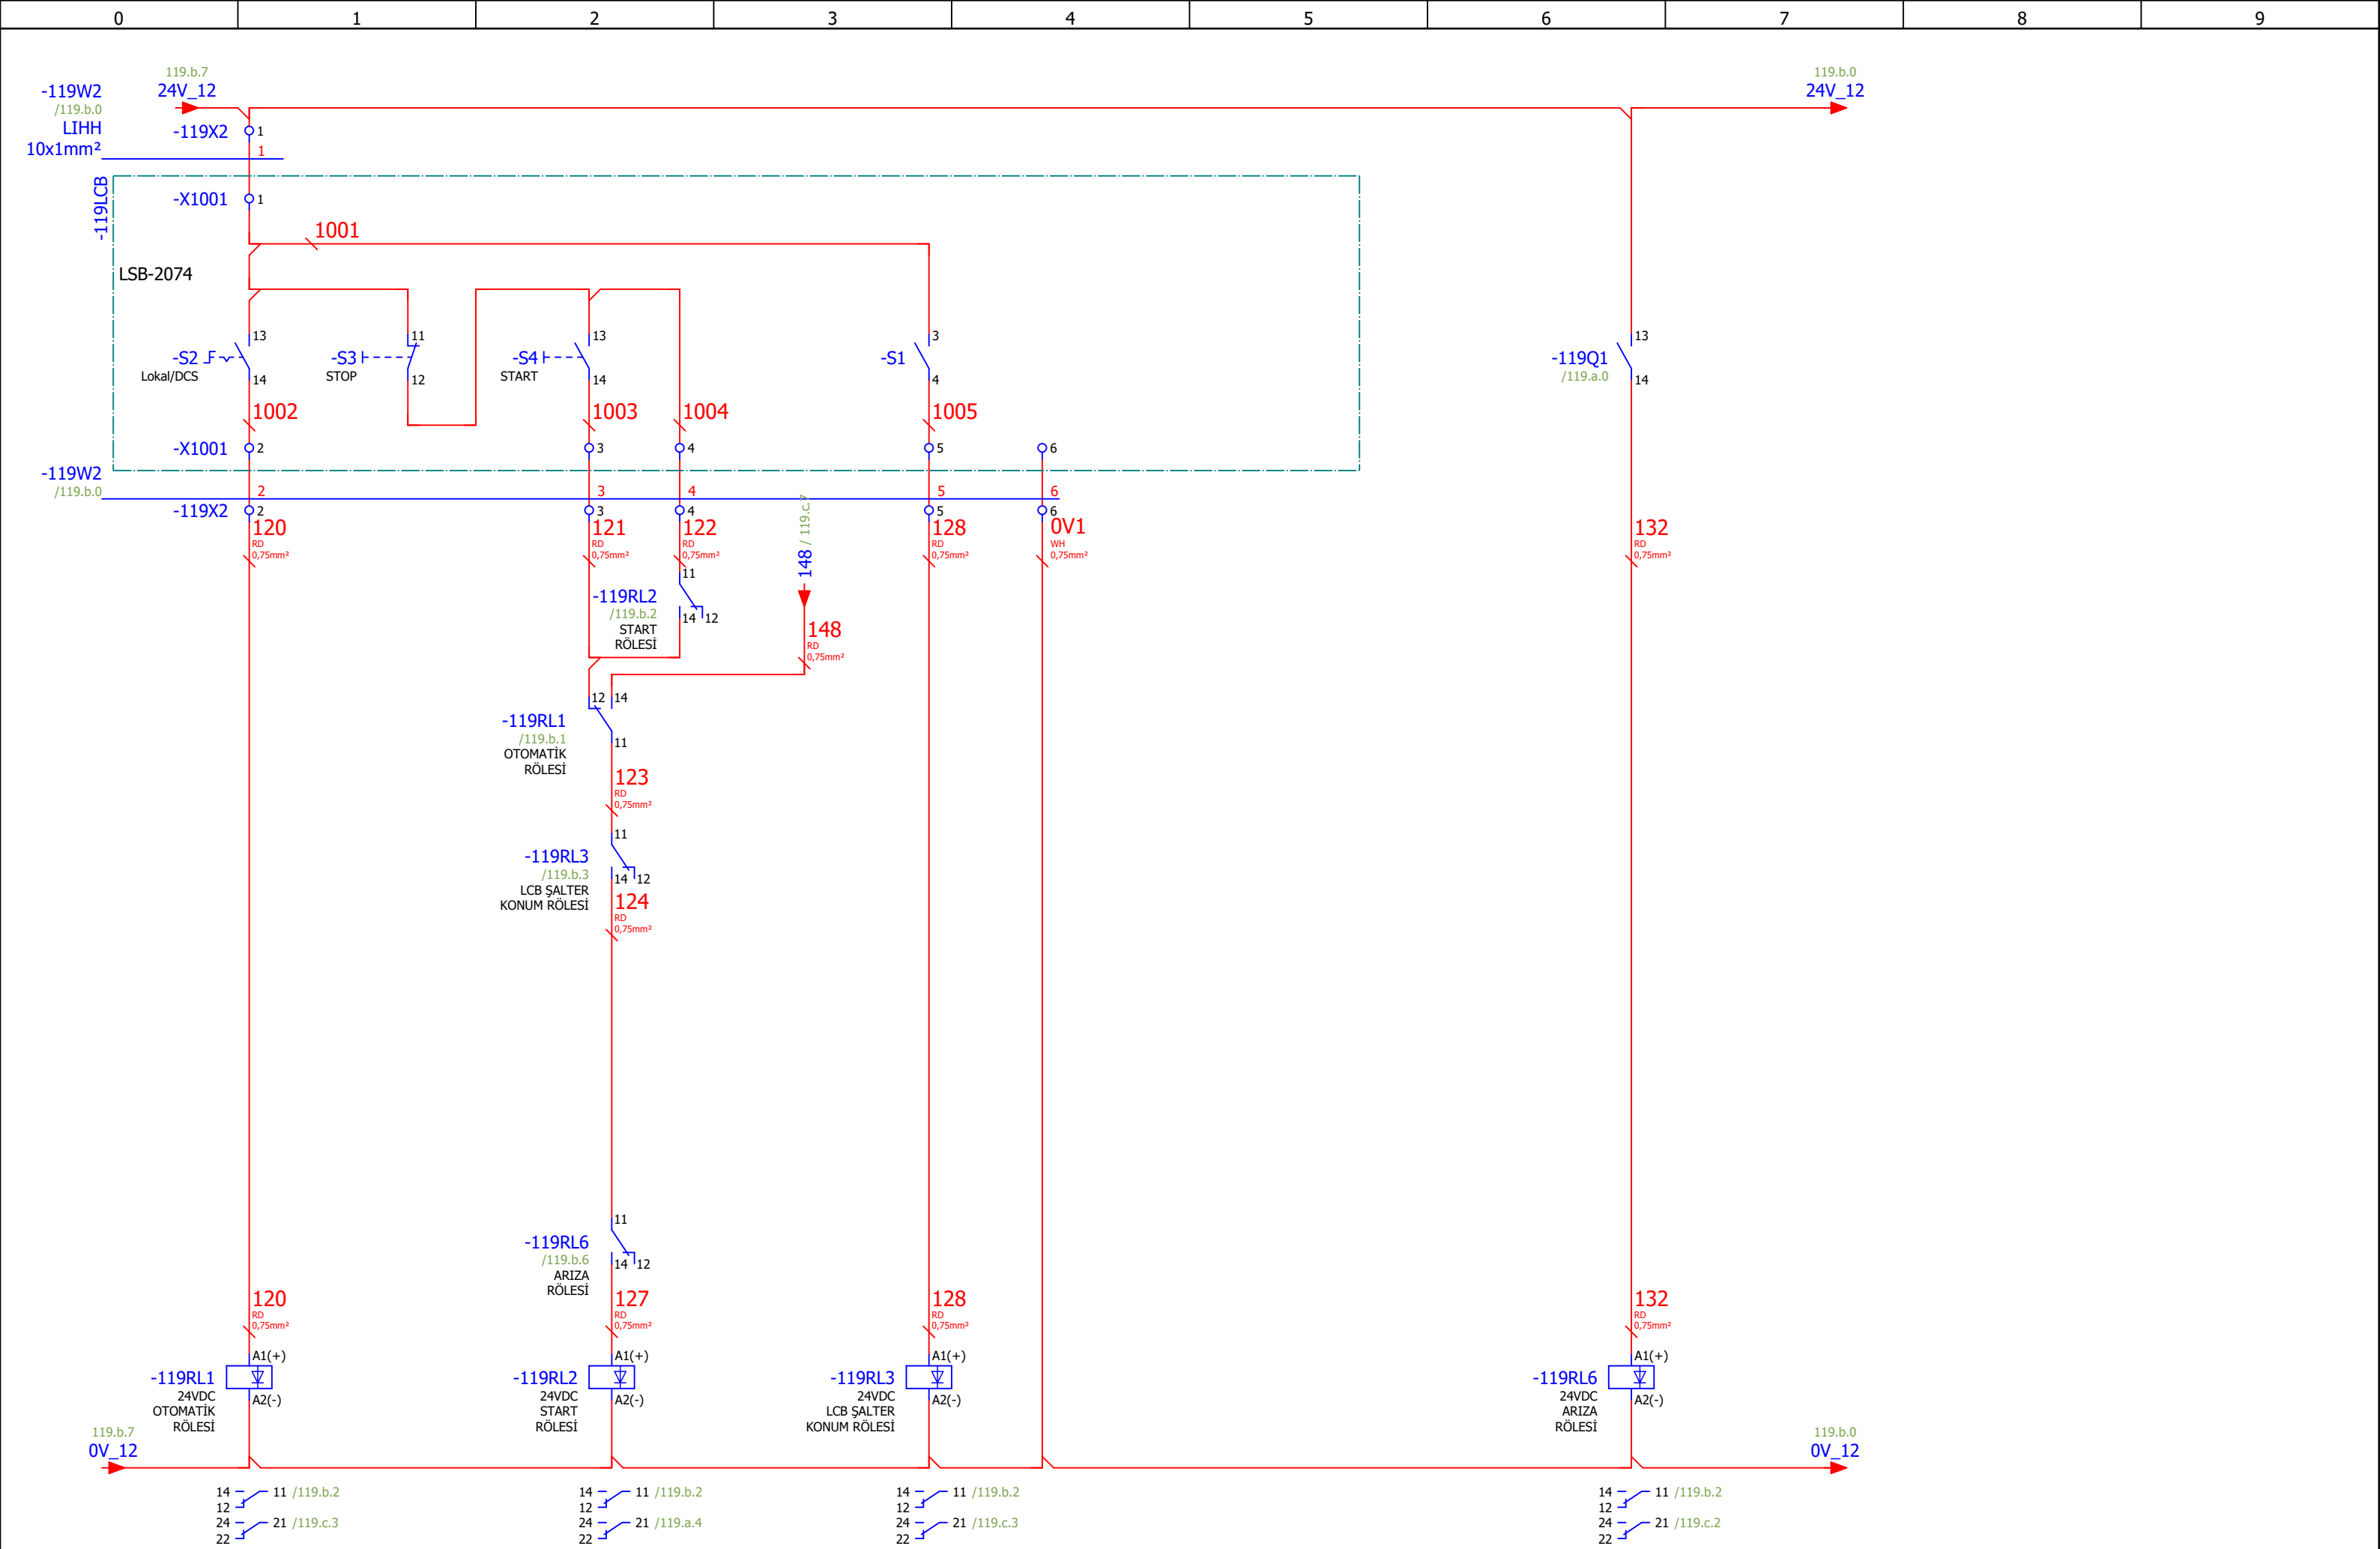 0 1 2 3 4 5 6 7 8 9
119.b.7
24V_12
119.b.0
24V_12
-119W2
/119.b.0
LIHH
10x1mm²
-119X2 1
1
-119LCB
-X1001 1
1001
LSB-2074
13
-S2
Lokal/DCS
14
11
-S3
STOP
12
13
-S4
START
14
3
-S1
4
13
-119Q1
/119.a.0
14
1002
1003
1004
1005
-X1001 2 3 4 5 6
-119W2
/119.b.0
2 3 4 5 6
-119X2 2 3 4 5 6
120
RD
0,75mm²
121
RD
0,75mm²
122
RD
0,75mm²
148 / 119.c.7
128
RD
0,75mm²
0V1
WH
0,75mm²
132
RD
0,75mm²
11
-119RL2
/119.b.2
14 12
START
RÖLESİ
148
RD
0,75mm²
12 14
-119RL1
/119.b.1
11
OTOMATİK
RÖLESİ
123
RD
0,75mm²
11
-119RL3
/119.b.3
14 12
LCB ŞALTER
KONUM RÖLESİ
124
RD
0,75mm²
11
-119RL6
/119.b.6
14 12
ARIZA
RÖLESİ
120
RD
0,75mm²
127
RD
0,75mm²
128
RD
0,75mm²
132
RD
0,75mm²
A1(+)
-119RL1
24VDC
A2(-)
OTOMATİK
RÖLESİ
A1(+)
-119RL2
24VDC
A2(-)
START
RÖLESİ
A1(+)
-119RL3
24VDC
A2(-)
LCB ŞALTER
KONUM RÖLESİ
A1(+)
-119RL6
24VDC
A2(-)
ARIZA
RÖLESİ
119.b.7
0V_12
119.b.0
0V_12
14 11 /119.b.2
12
24 21 /119.c.3
22
14 11 /119.b.2
12
24 21 /119.a.4
22
14 11 /119.b.2
12
24 21 /119.c.3
22
14 11 /119.b.2
12
24 21 /119.c.2
22